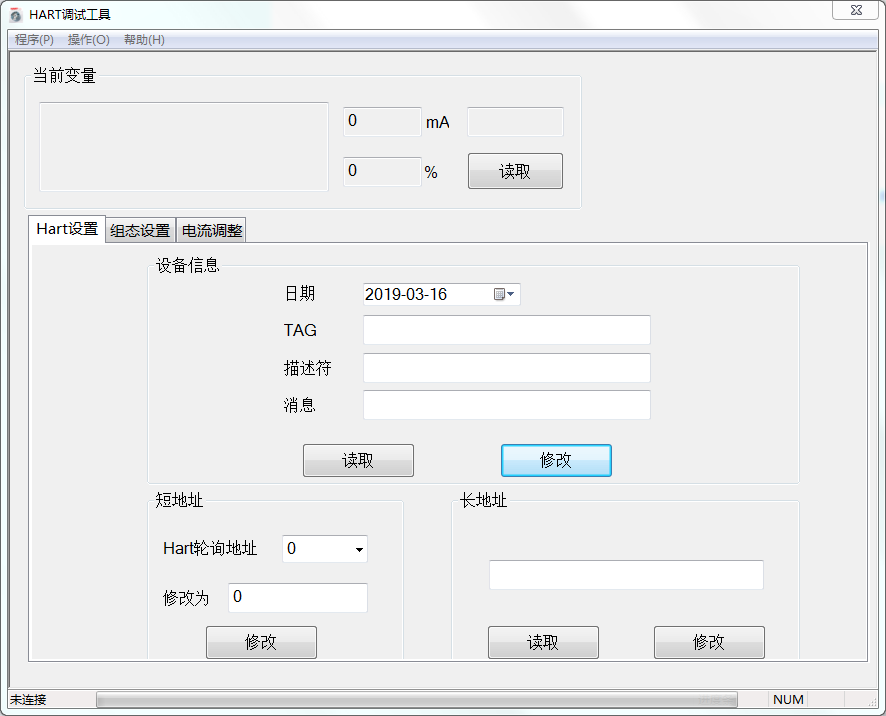 HART调试工具
程序(P) 操作(O) 帮助(H)
当前变量
0 mA
0 % 读取
Hart设置 组态设置 电流调整
设备信息
日期 2019-03-16
TAG
描述符
消息
读取 修改
短地址 长地址
Hart轮询地址 0
修改为 0
修改 读取 修改
未连接 NUM